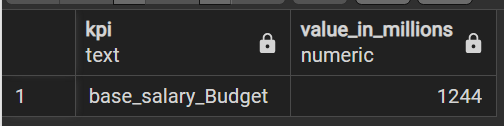 kpi value_in_millions
text numeric
1 base_salary_Budget 1244